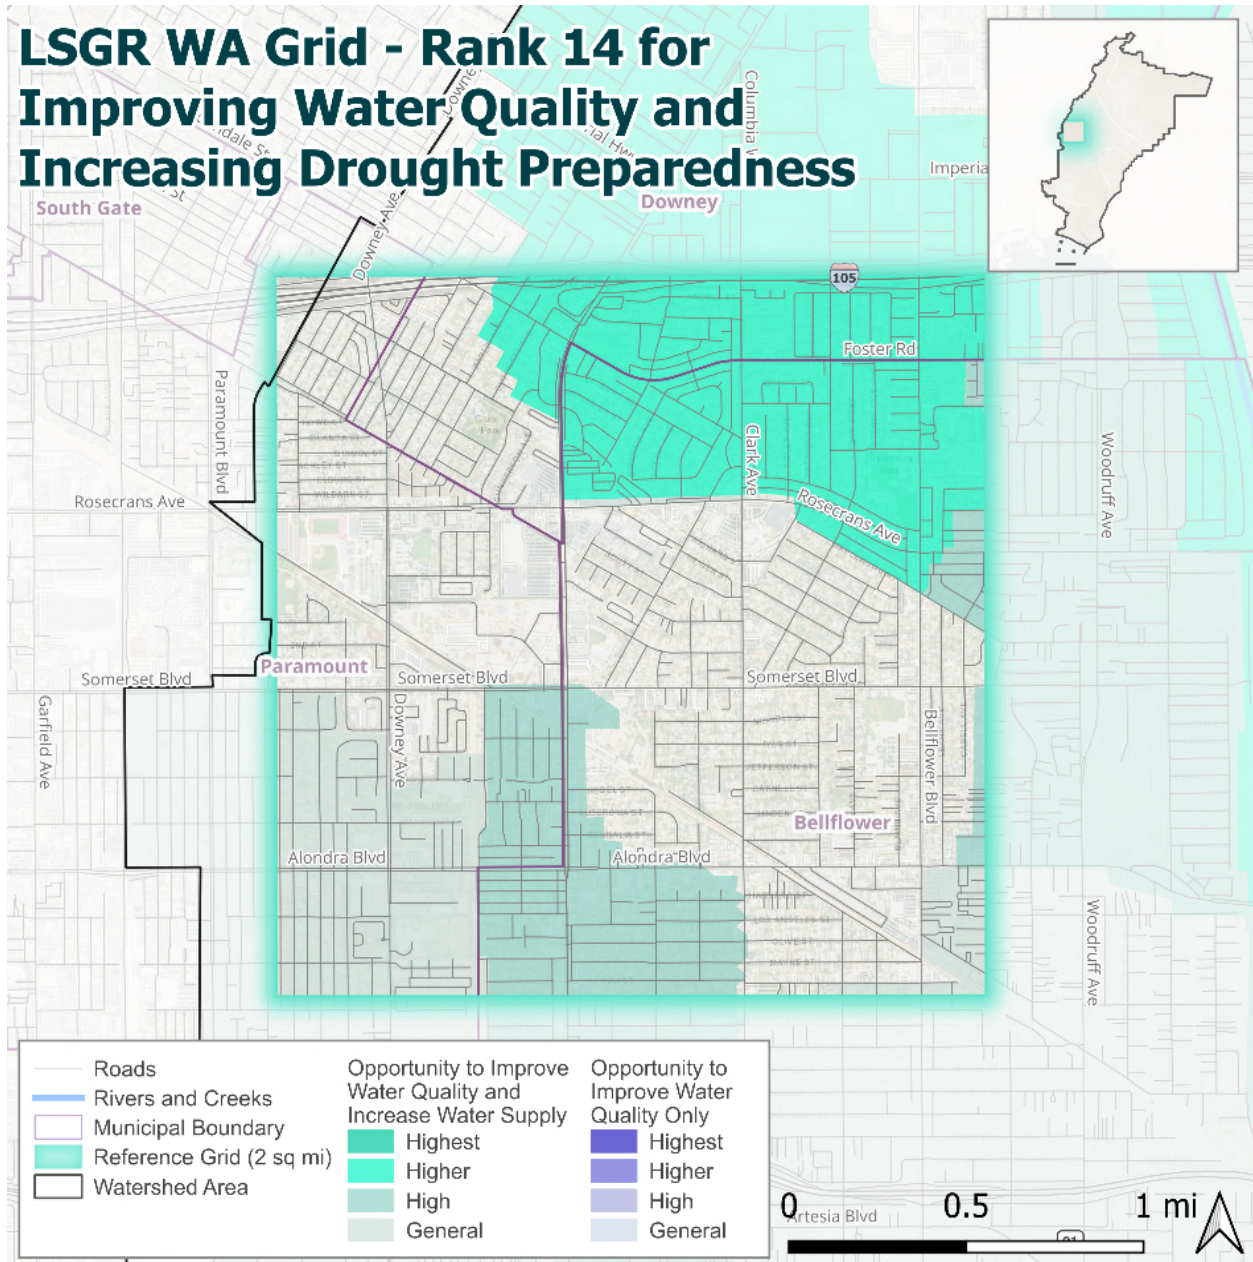 LSGR WA Grid - Rank 14 for
Improving Water Quality and
Increasing Drought Preparedness
South Gate
Downey
Columbia W
Imperia
Downey Ave
105
Foster Rd
Paramount Blvd
Clark Ave
Woodruff Ave
Rosecrans Ave
Rosecrans Ave
Paramount
Somerset Blvd
Somerset Blvd
Somerset Blvd
Garfield Ave
Downey Ave
Bellflower Blvd
Bellflower
Alondra Blvd
Alondra Blvd
Woodruff Ave
Roads
Rivers and Creeks
Municipal Boundary
Reference Grid (2 sq mi)
Watershed Area
Opportunity to Improve
Water Quality and
Increase Water Supply
Highest
Higher
High
General
Opportunity to
Improve Water
Quality Only
Highest
Higher
High
General
0 0.5 1 mi
Artesia Blvd
91